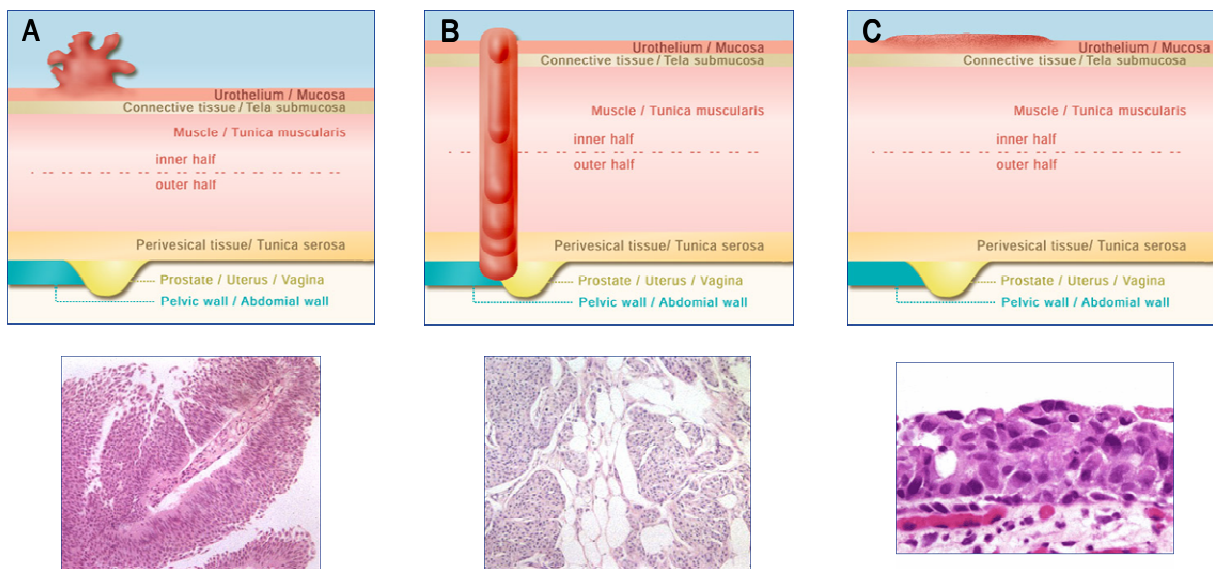 A
Urothelium / Mucosa
Connective tissue / Tela submucosa
Muscle / Tunica muscularis
inner half
outer half
Perivesical tissue/ Tunica serosa
Prostate / Uterus / Vagina
Pelvic wall / Abdomial wall
B
Urothelium / Mucosa
Connective tissue / Tela submucosa
Muscle / Tunica muscularis
inner half
outer half
Perivesical tissue/ Tunica serosa
Prostate / Uterus / Vagina
Pelvic wall / Abdomial wall
C
Urothelium / Mucosa
Connective tissue / Tela submucosa
Muscle / Tunica muscularis
inner half
outer half
Perivesical tissue/ Tunica serosa
Prostate / Uterus / Vagina
Pelvic wall / Abdomial wall